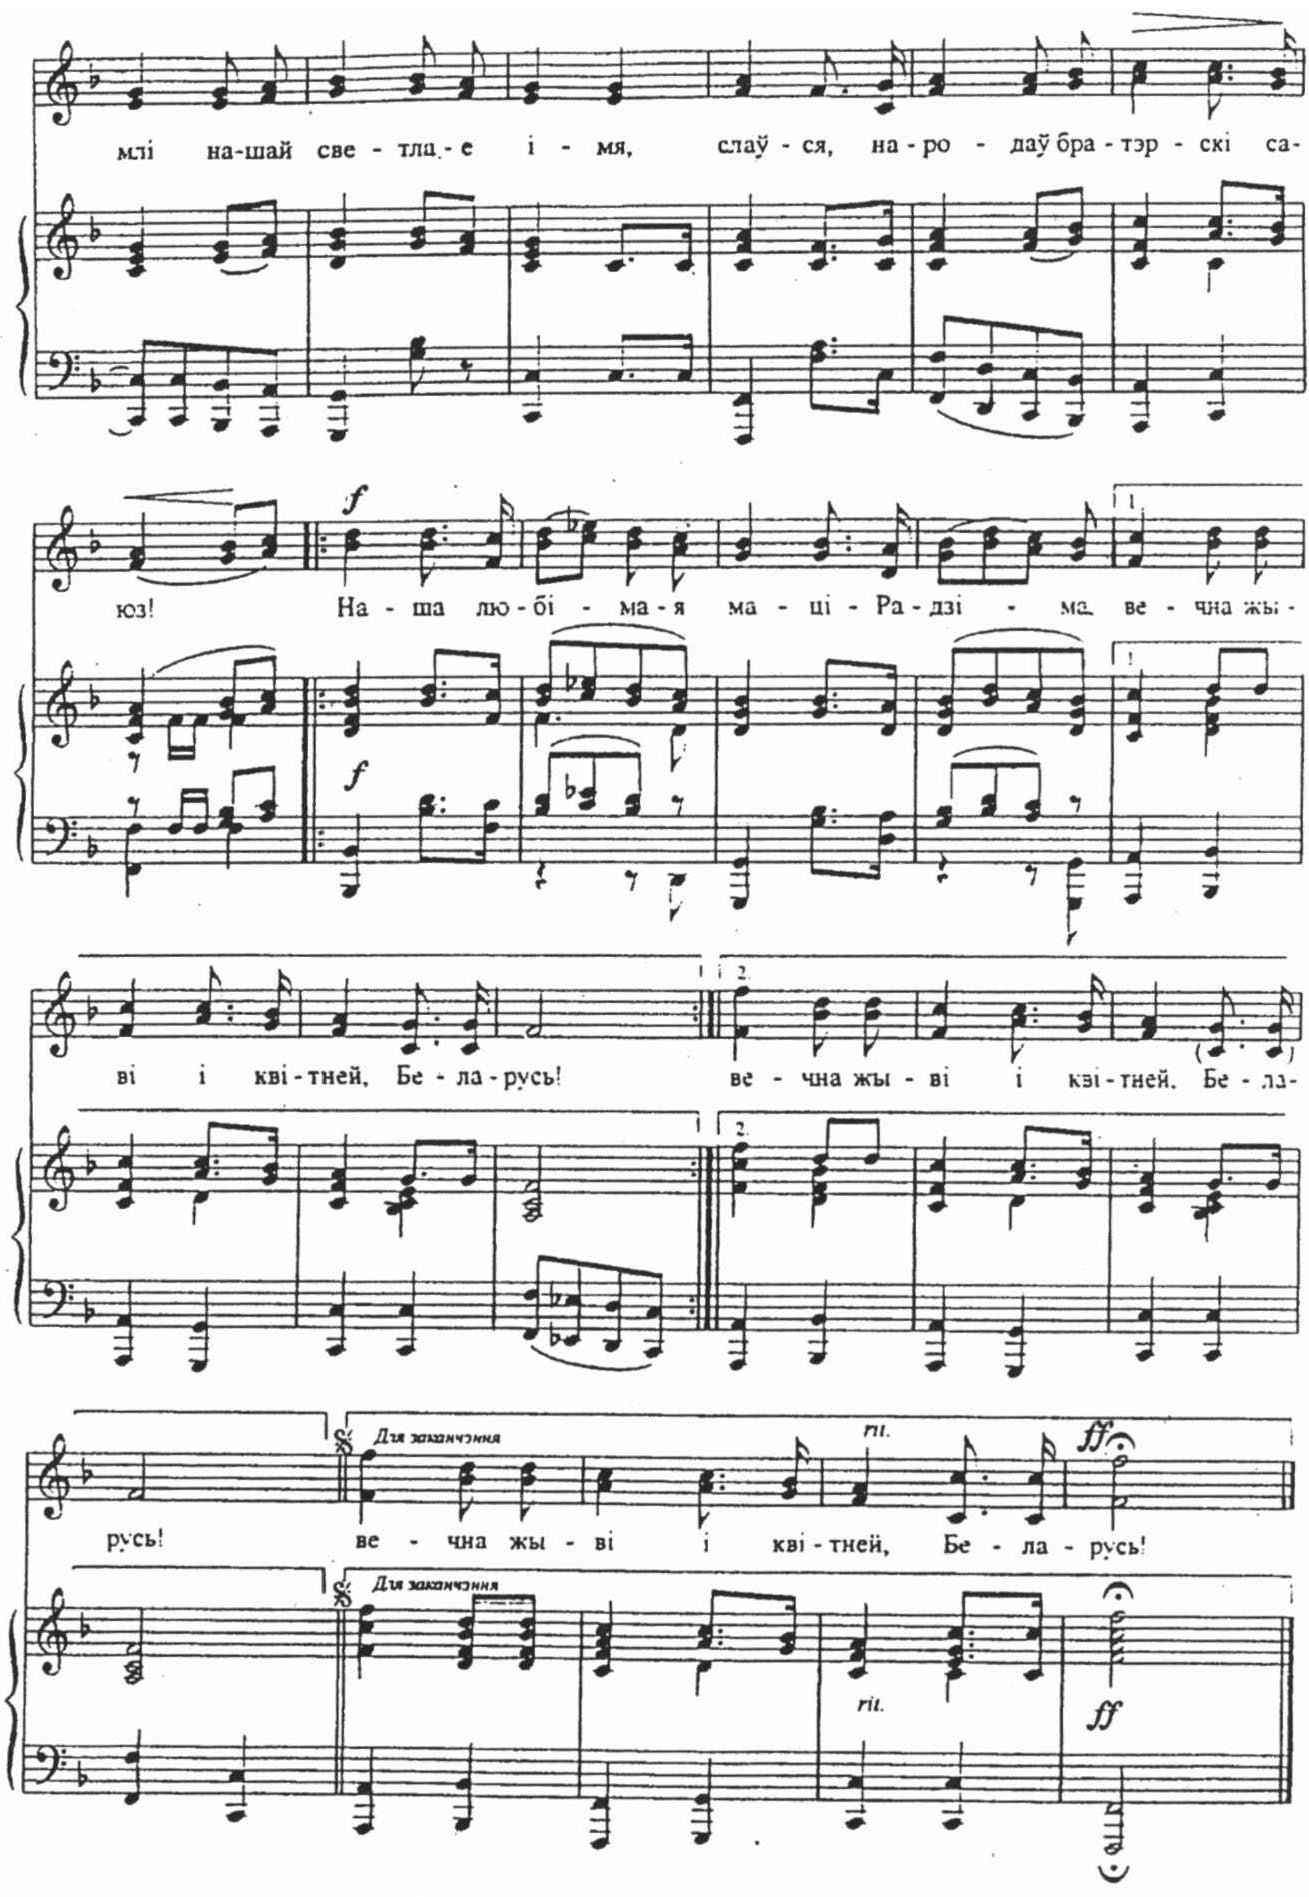 млі на-шай све - тла - е і - мя, слаў - ся, на - ро - даў бра - тэр - скі са-
f
1.
юз! На - ша лю - бі - ма - я ма - ці - Ра - дзі - ма, ве - чна жы -
1.
f
2.
ві і кві - тней, Бе - ла - русь! ве - чна жы - ві і кві - тней, Бе - ла-
2.
Для заканчэння rit. ff
русь! ве - чна жы - ві і кві - тней, Бе - ла - русь!
Для заканчэння
rit. ff